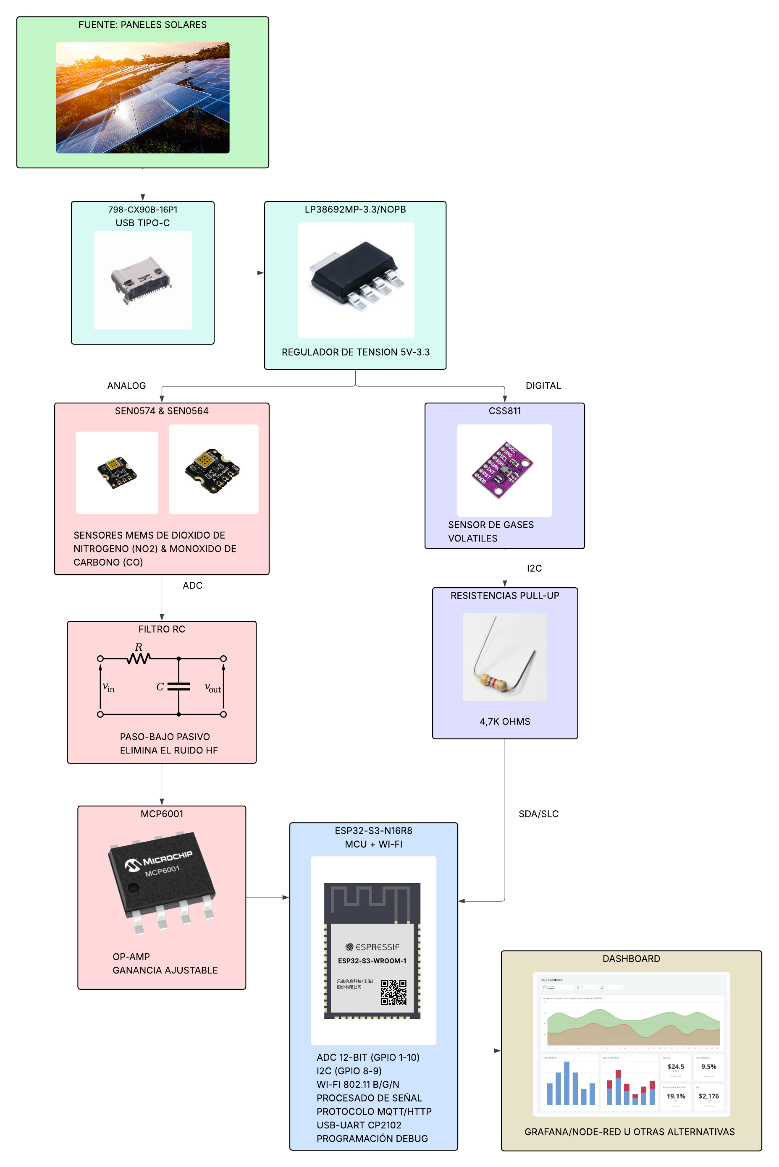 FUENTE: PANELES SOLARES
798-CX90B-16P1
USB TIPO-C
LP38692MP-3.3/NOPB
REGULADOR DE TENSION 5V-3.3
ANALOG
DIGITAL
SEN0574 & SEN0564
SENSORES MEMS DE DIOXIDO DE
NITROGENO (NO2) & MONOXIDO DE
CARBONO (CO)
CSS811
SENSOR DE GASES
VOLATILES
ADC
I2C
FILTRO RC
R
C
vin
vout
PASO-BAJO PASIVO
ELIMINA EL RUIDO HF
RESISTENCIAS PULL-UP
4,7K OHMS
MCP6001
MICROCHIP
MCP6001
OP-AMP
GANANCIA AJUSTABLE
SDA/SLC
ESP32-S3-N16R8
MCU + WI-FI
ESPRESSIF
ESP32-S3-WROOM-1
ADC 12-BIT (GPIO 1-10)
I2C (GPIO 8-9)
WI-FI 802.11 B/G/N
PROCESADO DE SEÑAL
PROTOCOLO MQTT/HTTP
USB-UART CP2102
PROGRAMACIÓN DEBUG
DASHBOARD
$24.5
9.5%
19.1%
$2,176
GRAFANA/NODE-RED U OTRAS ALTERNATIVAS